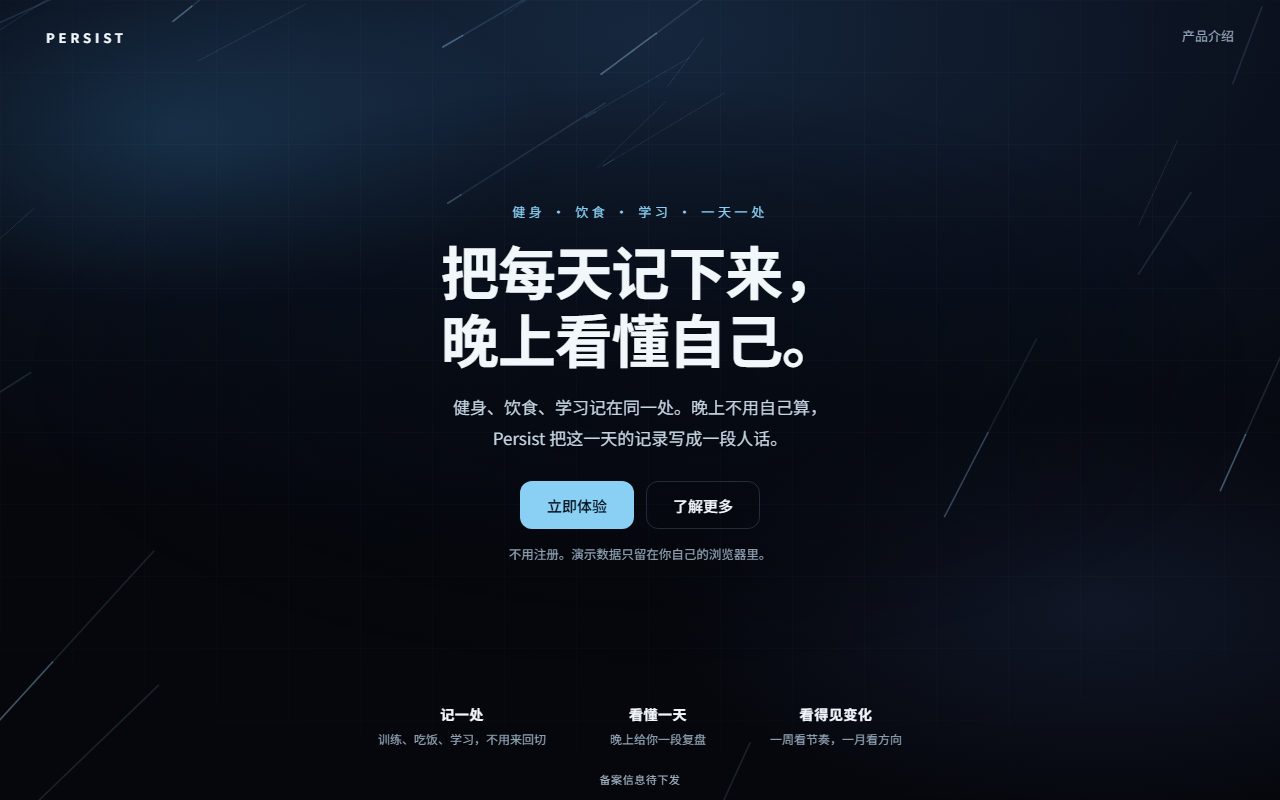 PERSIST
产品介绍
健身 · 饮食 · 学习 · 一天一处
把每天记下来，
晚上看懂自己。
健身、饮食、学习记在同一处。晚上不用自己算，
Persist 把这一天的记录写成一段人话。
立即体验
了解更多
不用注册。演示数据只留在你自己的浏览器里。
记一处
训练、吃饭、学习，不用来回切
看懂一天
晚上给你一段复盘
看得见变化
一周看节奏，一月看方向
备案信息待下发